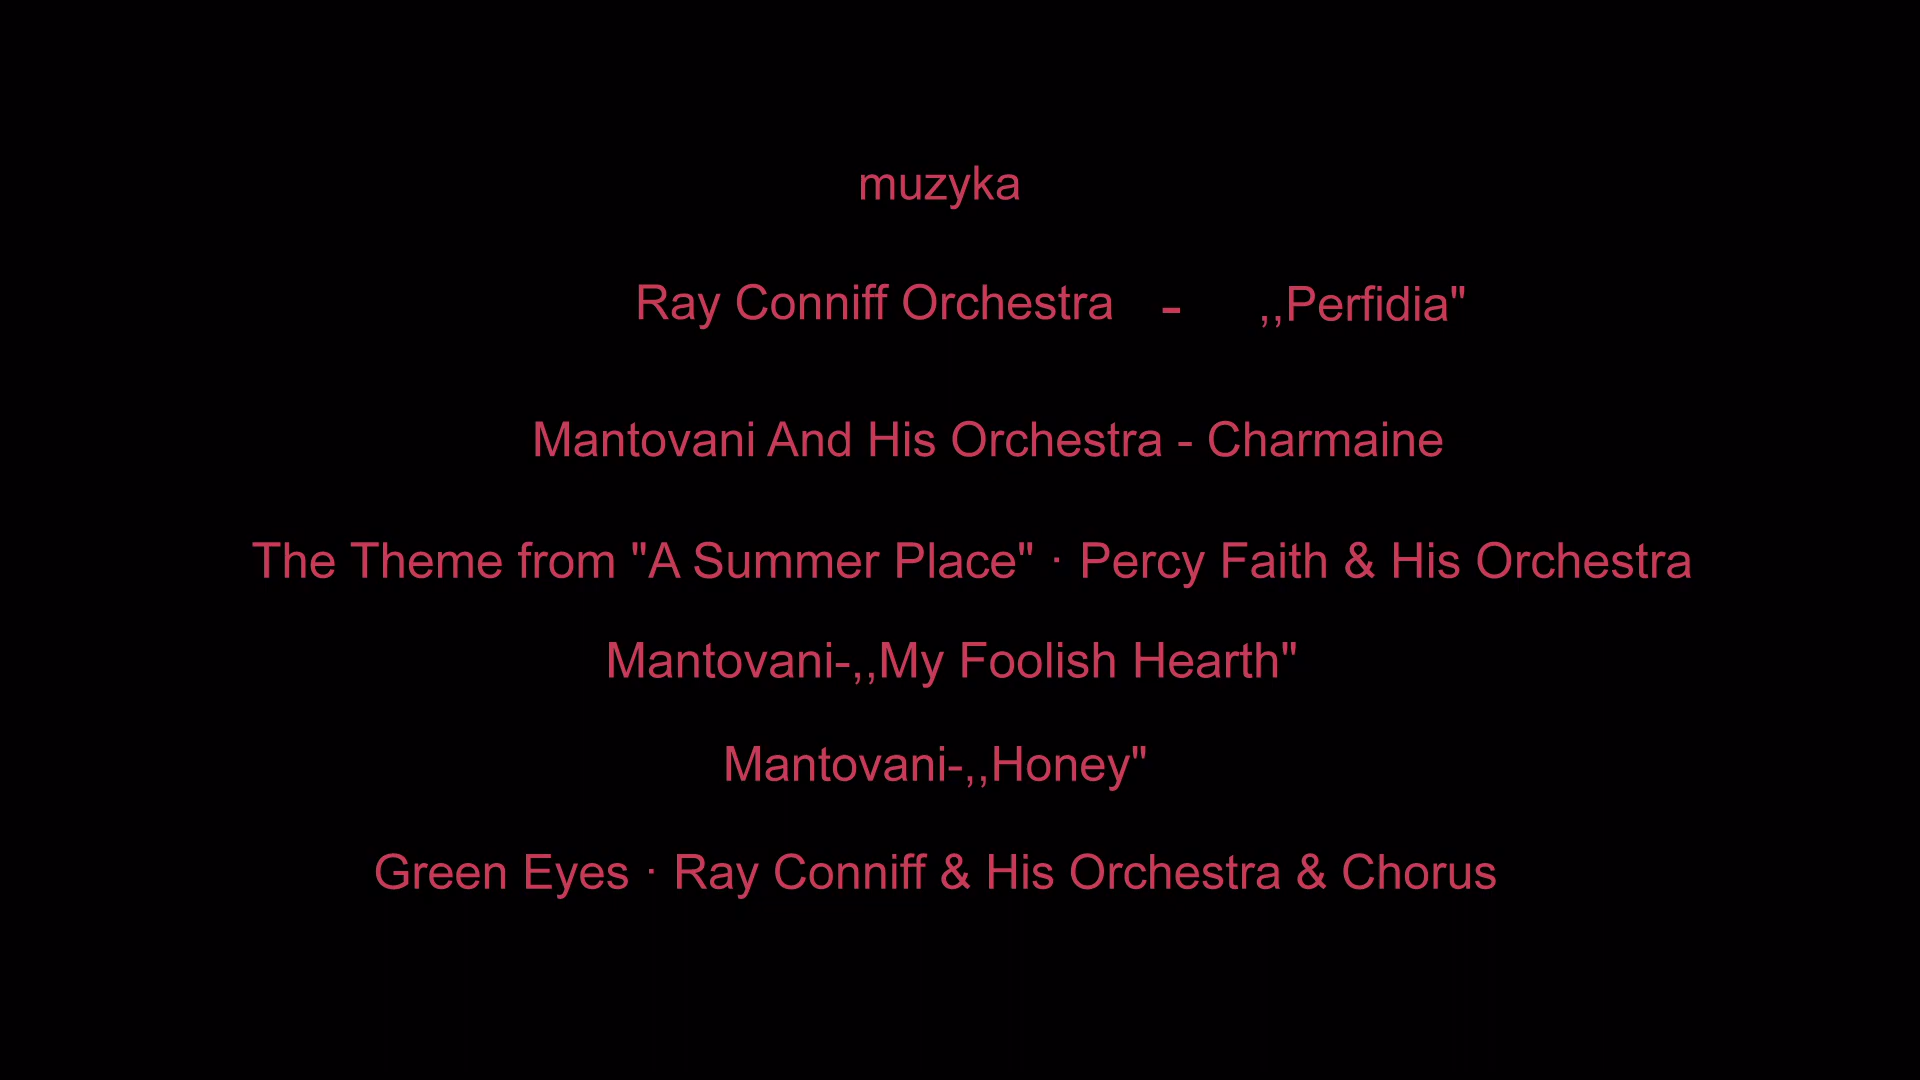 muzyka
Ray Conniff Orchestra - ,,Perfidia"
Mantovani And His Orchestra - Charmaine
The Theme from "A Summer Place" · Percy Faith & His Orchestra
Mantovani-,,My Foolish Hearth"
Mantovani-,,Honey"
Green Eyes · Ray Conniff & His Orchestra & Chorus